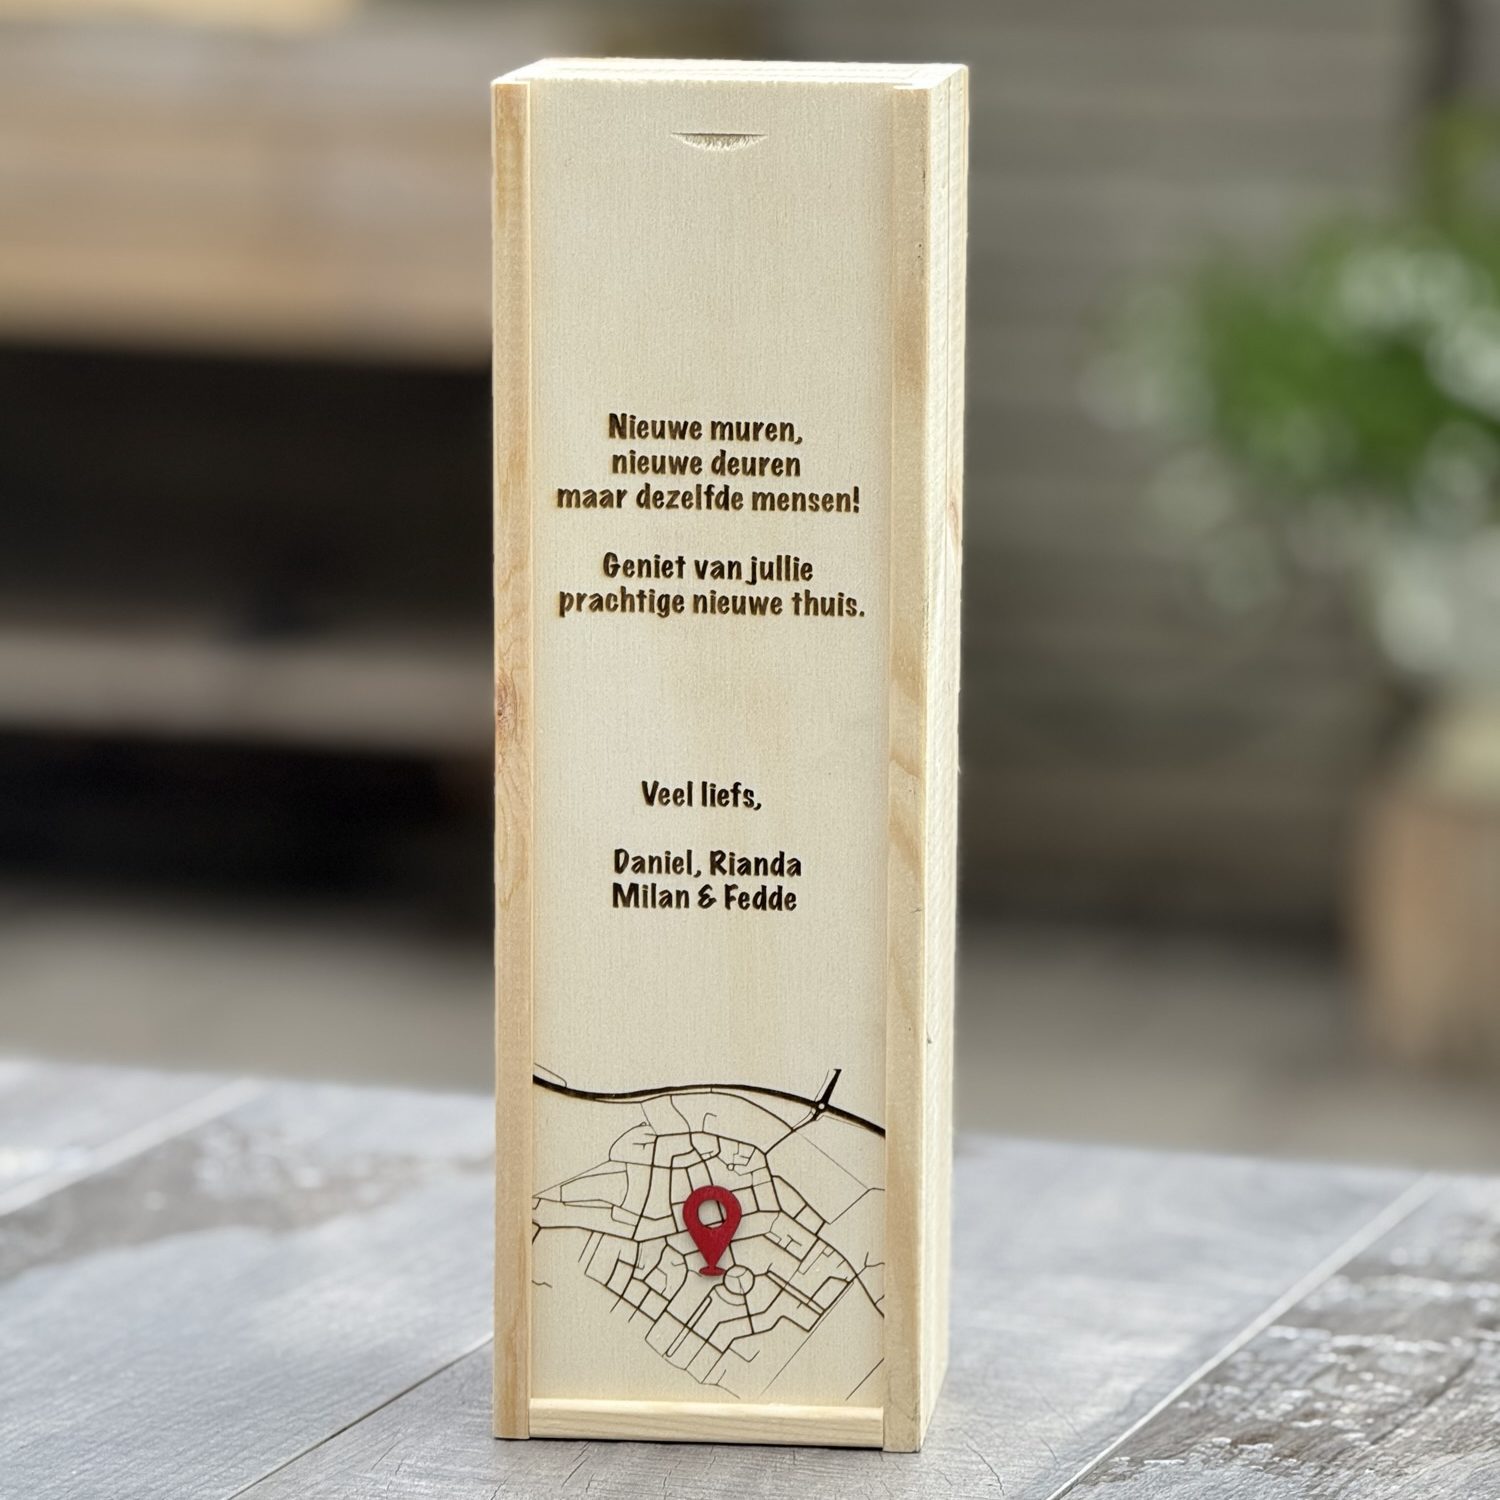 Nieuwe muren,
nieuwe deuren
maar dezelfde mensen!
Geniet van jullie
prachtige nieuwe thuis.
Veel liefs,
Daniel, Rianda
Milan & Fedde